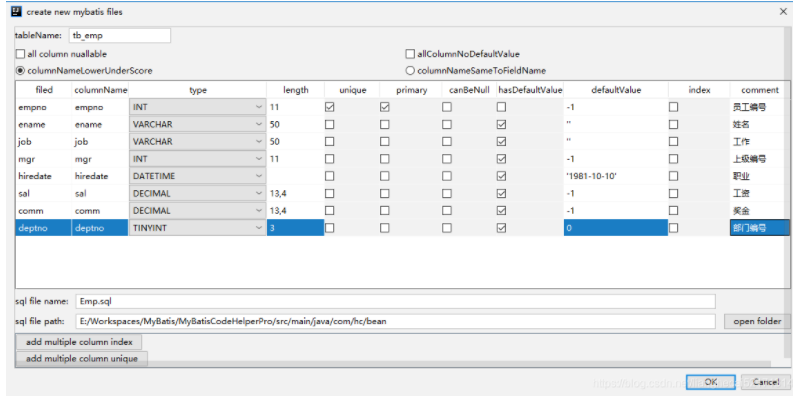 create new mybatis files
tableName: tb_emp
all column nuallable allColumnNoDefaultValue
columnNameLowerUnderScore columnNameSameToFieldName
filed columnName type length unique primary canBeNull hasDefaultValue defaultValue index comment
empno empno INT 11 -1 员工编号
ename ename VARCHAR 50 '' 姓名
job job VARCHAR 50 '' 工作
mgr mgr INT 11 -1 上级编号
hiredate hiredate DATETIME '1981-10-10' 职业
sal sal DECIMAL 13,4 -1 工资
comm comm DECIMAL 13,4 -1 奖金
deptno deptno TINYINT 3 0 部门编号
sql file name: Emp.sql
sql file path: E:/Workspaces/MyBatis/MyBatisCodeHelperPro/src/main/java/com/hc/bean open folder
add multiple column index
add multiple column unique
OK Cancel